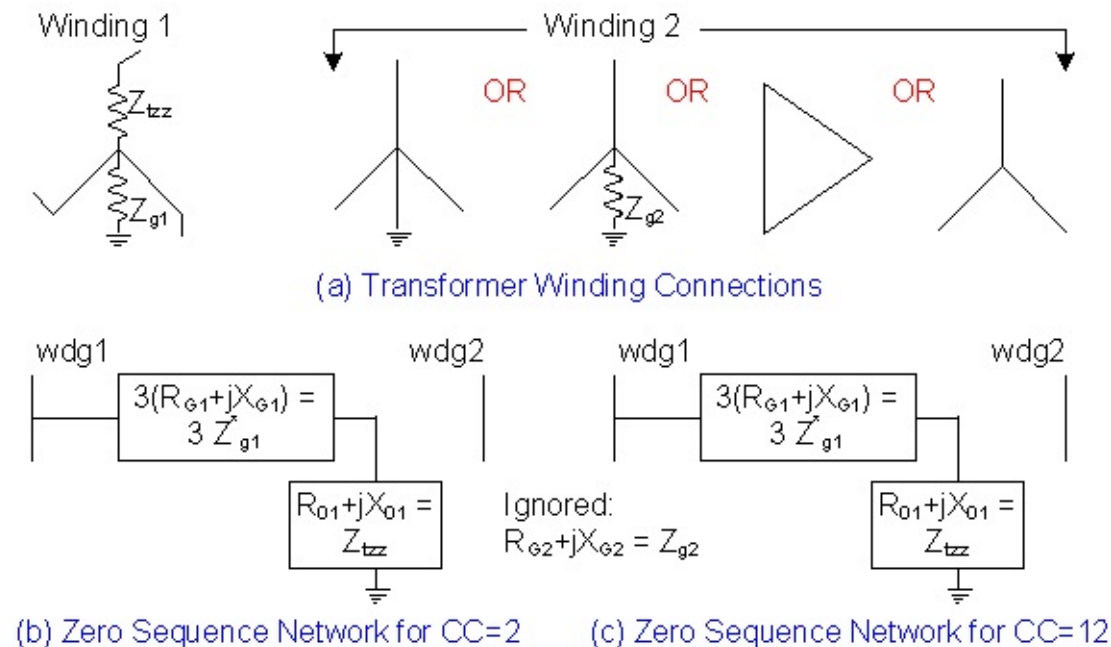 Winding 1
Winding 2
OR OR OR
Ztzz
Zg1
Zg2
(a) Transformer Winding Connections
wdg1 wdg2 wdg1 wdg2
3(RG1+jXG1) =
3 Zg1
3(RG1+jXG1) =
3 Zg1
R01+jX01 =
Ztzz
Ignored:
RG2+jXG2 = Zg2
R01+jX01 =
Ztzz
(b) Zero Sequence Network for CC=2
(c) Zero Sequence Network for CC=12